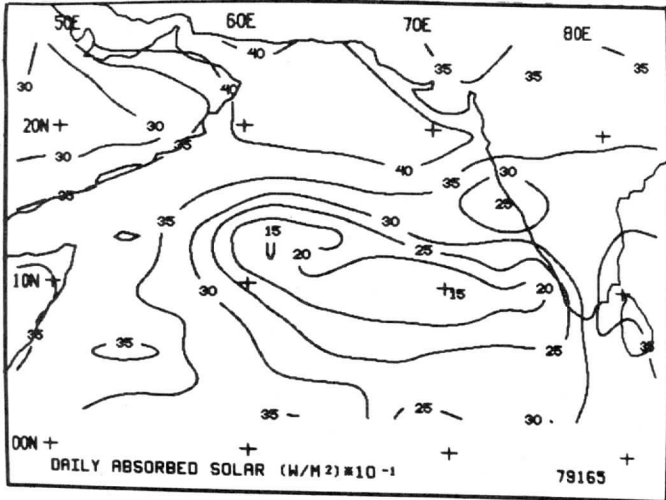 50E 60E 70E 80E
40 35 35 35
30 40
20N 30
35
30 40 35 30
35 25
35 15 30 25
20
10N 30 15 20
35 35 25 35
35 25 30
00N
DAILY ABSORBED SOLAR (W/M²)*10⁻¹ 79165